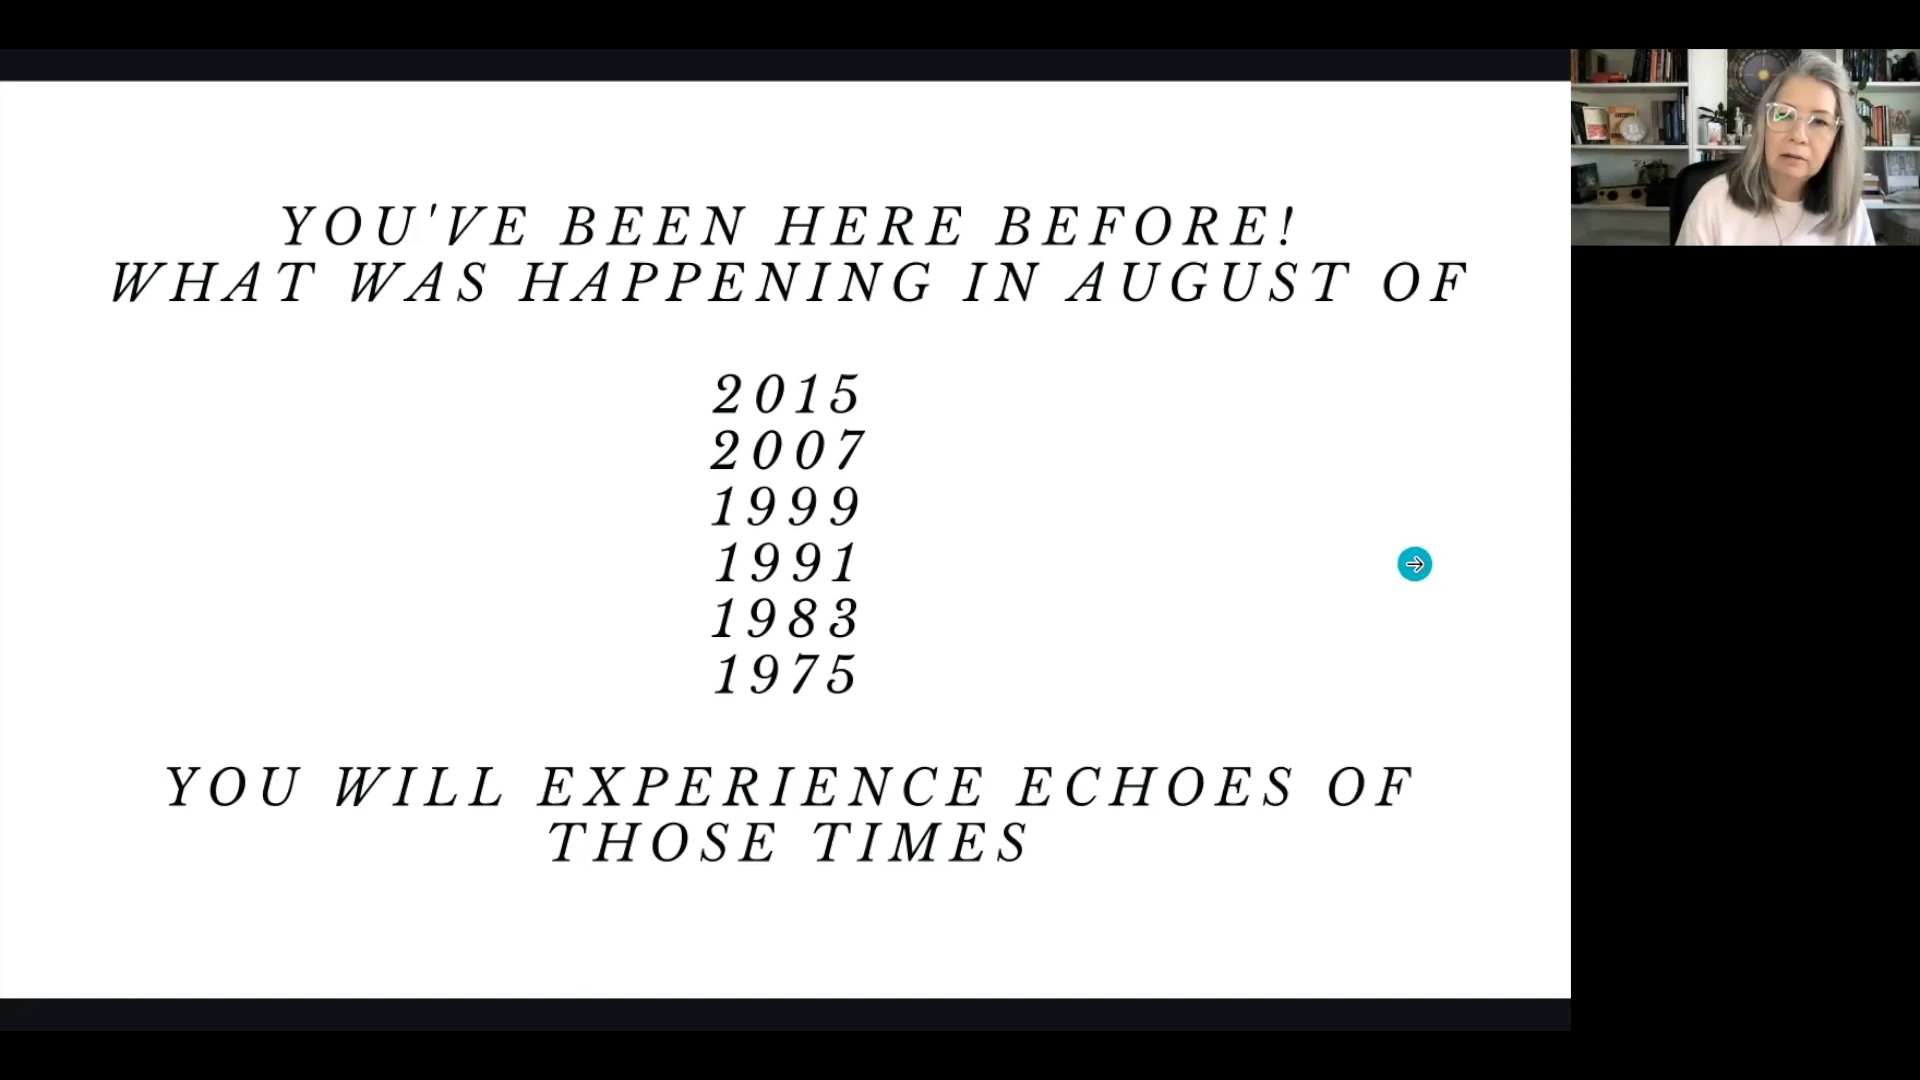 YOU'VE BEEN HERE BEFORE!
WHAT WAS HAPPENING IN AUGUST OF
2015
2007
1999
1991
1983
1975
YOU WILL EXPERIENCE ECHOES OF
THOSE TIMES